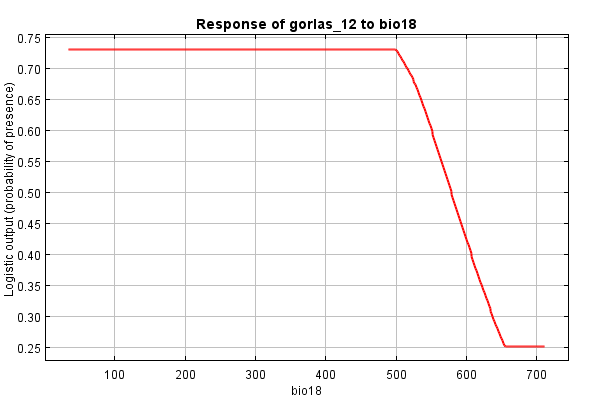 Response of gorlas_12 to bio18
Logistic output (probability of presence)
0.75
0.70
0.65
0.60
0.55
0.50
0.45
0.40
0.35
0.30
0.25
100 200 300 400 500 600 700
bio18